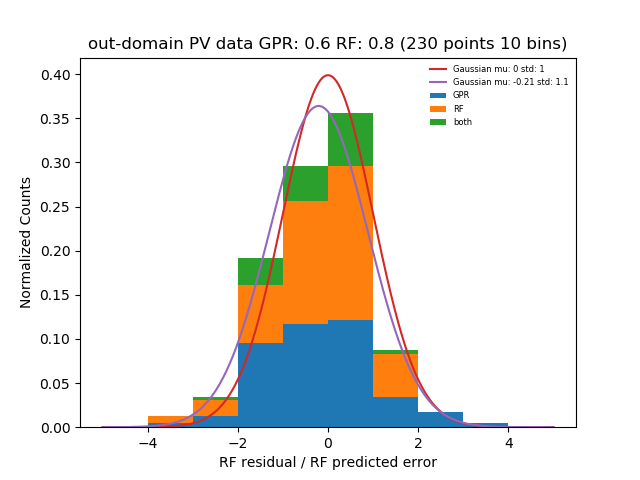 out-domain PV data GPR: 0.6 RF: 0.8 (230 points 10 bins)
Gaussian mu: 0 std: 1
Gaussian mu: -0.21 std: 1.1
GPR
RF
both
Normalized Counts
0.40
0.35
0.30
0.25
0.20
0.15
0.10
0.05
0.00
−4
−2
0
2
4
RF residual / RF predicted error